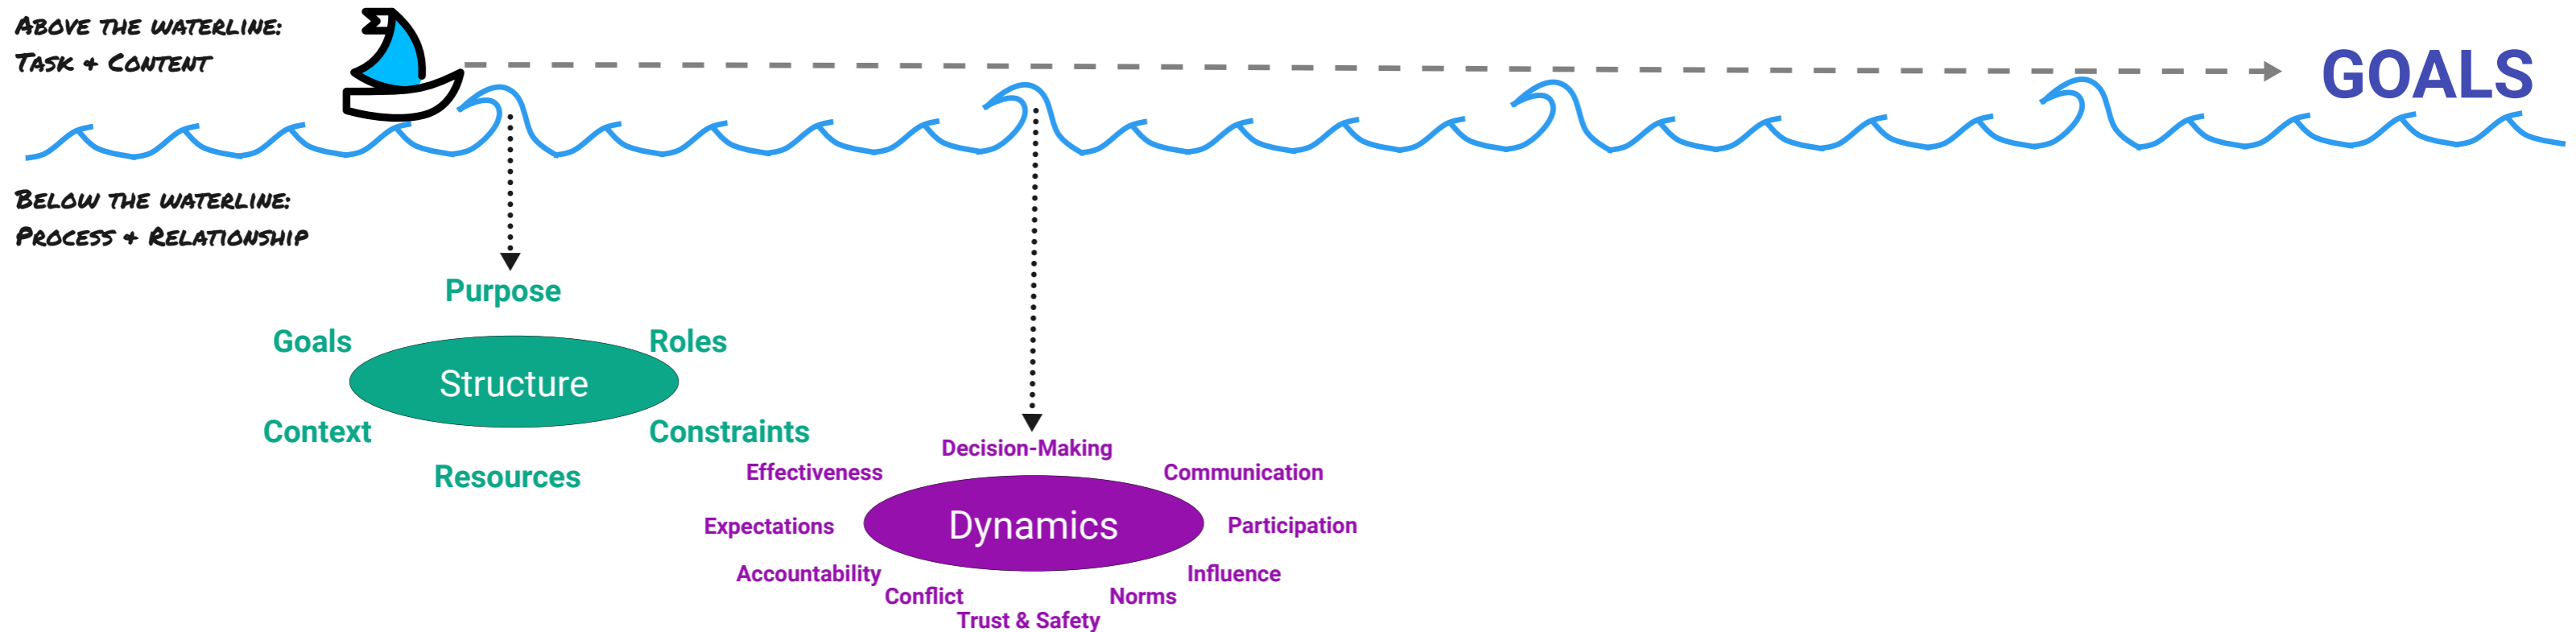 ABOVE THE WATERLINE:
TASK + CONTENT
GOALS
BELOW THE WATERLINE:
PROCESS + RELATIONSHIP
Purpose
Goals
Roles
Structure
Context
Constraints
Resources
Decision-Making
Effectiveness
Communication
Expectations
Dynamics
Participation
Accountability
Influence
Conflict
Norms
Trust & Safety